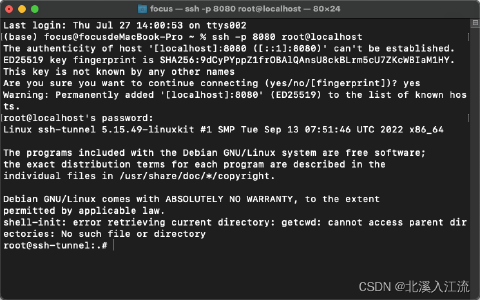 focus — ssh -p 8080 root@localhost — 80×24
Last login: Thu Jul 27 14:00:53 on ttys002
(base) focus@focusdeMacBook-Pro ~ % ssh -p 8080 root@localhost
The authenticity of host '[localhost]:8080 ([::1]:8080)' can't be established.
ED25519 key fingerprint is SHA256:9dCyPYppZ1frOBAlQAnsU8ckBLrm5cU7ZKcWBIaM1HY.
This key is not known by any other names
Are you sure you want to continue connecting (yes/no/[fingerprint])? yes
Warning: Permanently added '[localhost]:8080' (ED25519) to the list of known hos
ts.
root@localhost's password:
Linux ssh-tunnel 5.15.49-linuxkit #1 SMP Tue Sep 13 07:51:46 UTC 2022 x86_64
The programs included with the Debian GNU/Linux system are free software;
the exact distribution terms for each program are described in the
individual files in /usr/share/doc/*/copyright.
Debian GNU/Linux comes with ABSOLUTELY NO WARRANTY, to the extent
permitted by applicable law.
shell-init: error retrieving current directory: getcwd: cannot access parent dir
ectories: No such file or directory
root@ssh-tunnel:.#
CSDN @北溪入江流